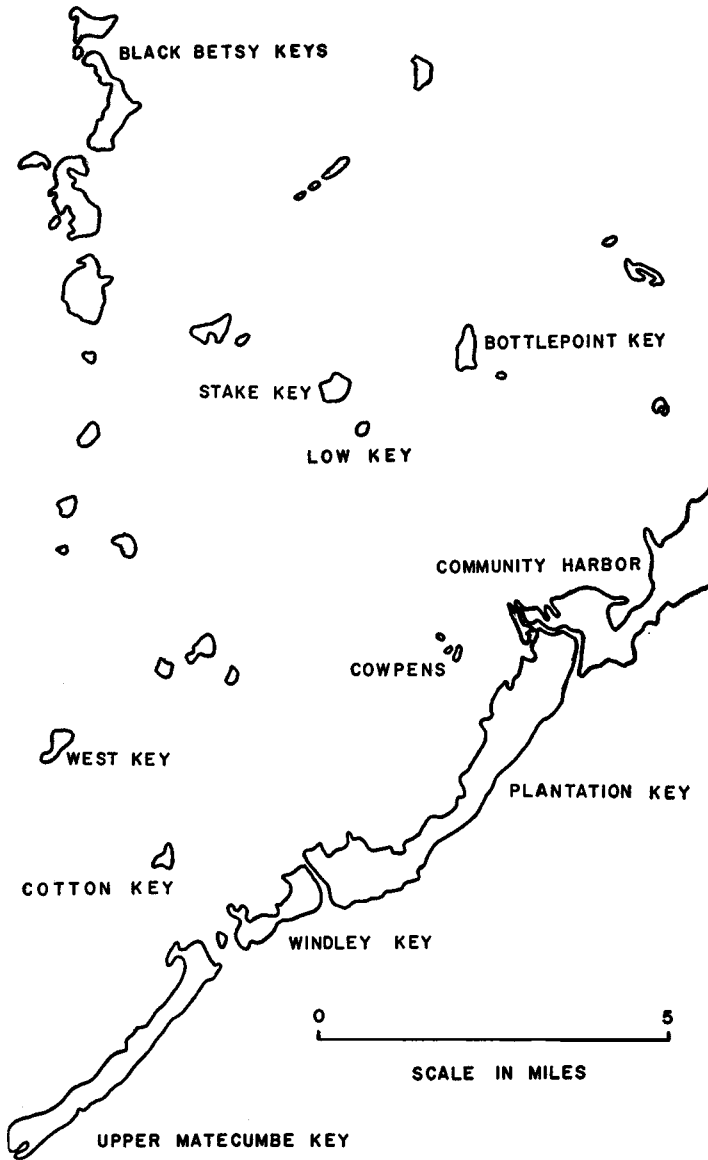 BLACK BETSY KEYS
BOTTLEPOINT KEY
STAKE KEY
LOW KEY
COMMUNITY HARBOR
COWPENS
WEST KEY
PLANTATION KEY
COTTON KEY
WINDLEY KEY
0 5
SCALE IN MILES
UPPER MATECUMBE KEY